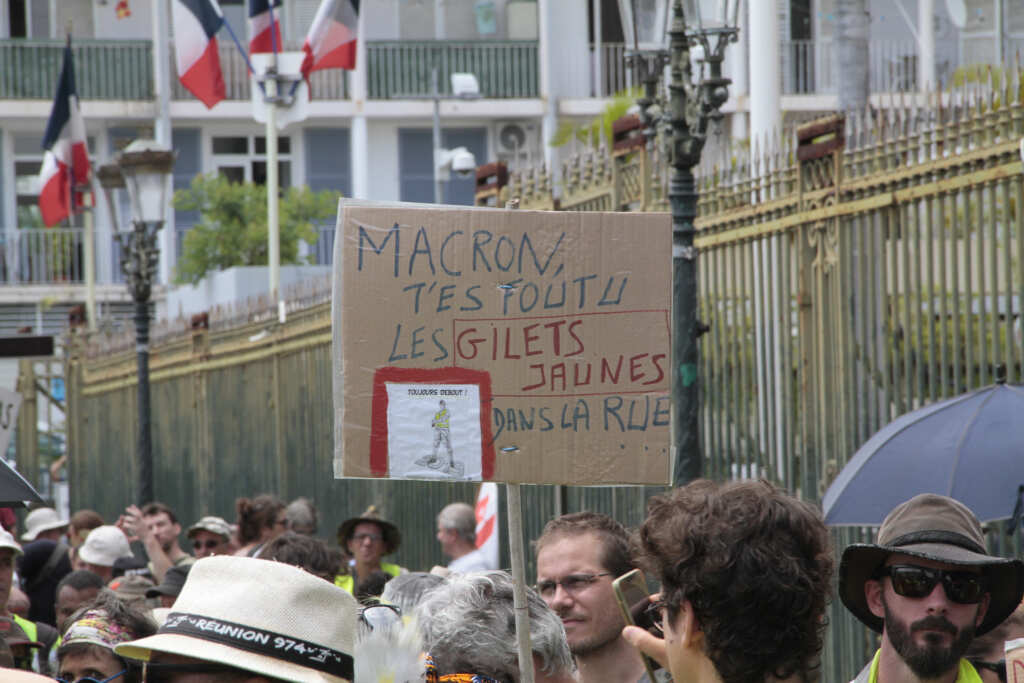 MACRON,
T'ES FOUTU
LES GILETS
JAUNES
TOUJOURS DEBOUT !
DANS LA RUE
...
REUNION 974